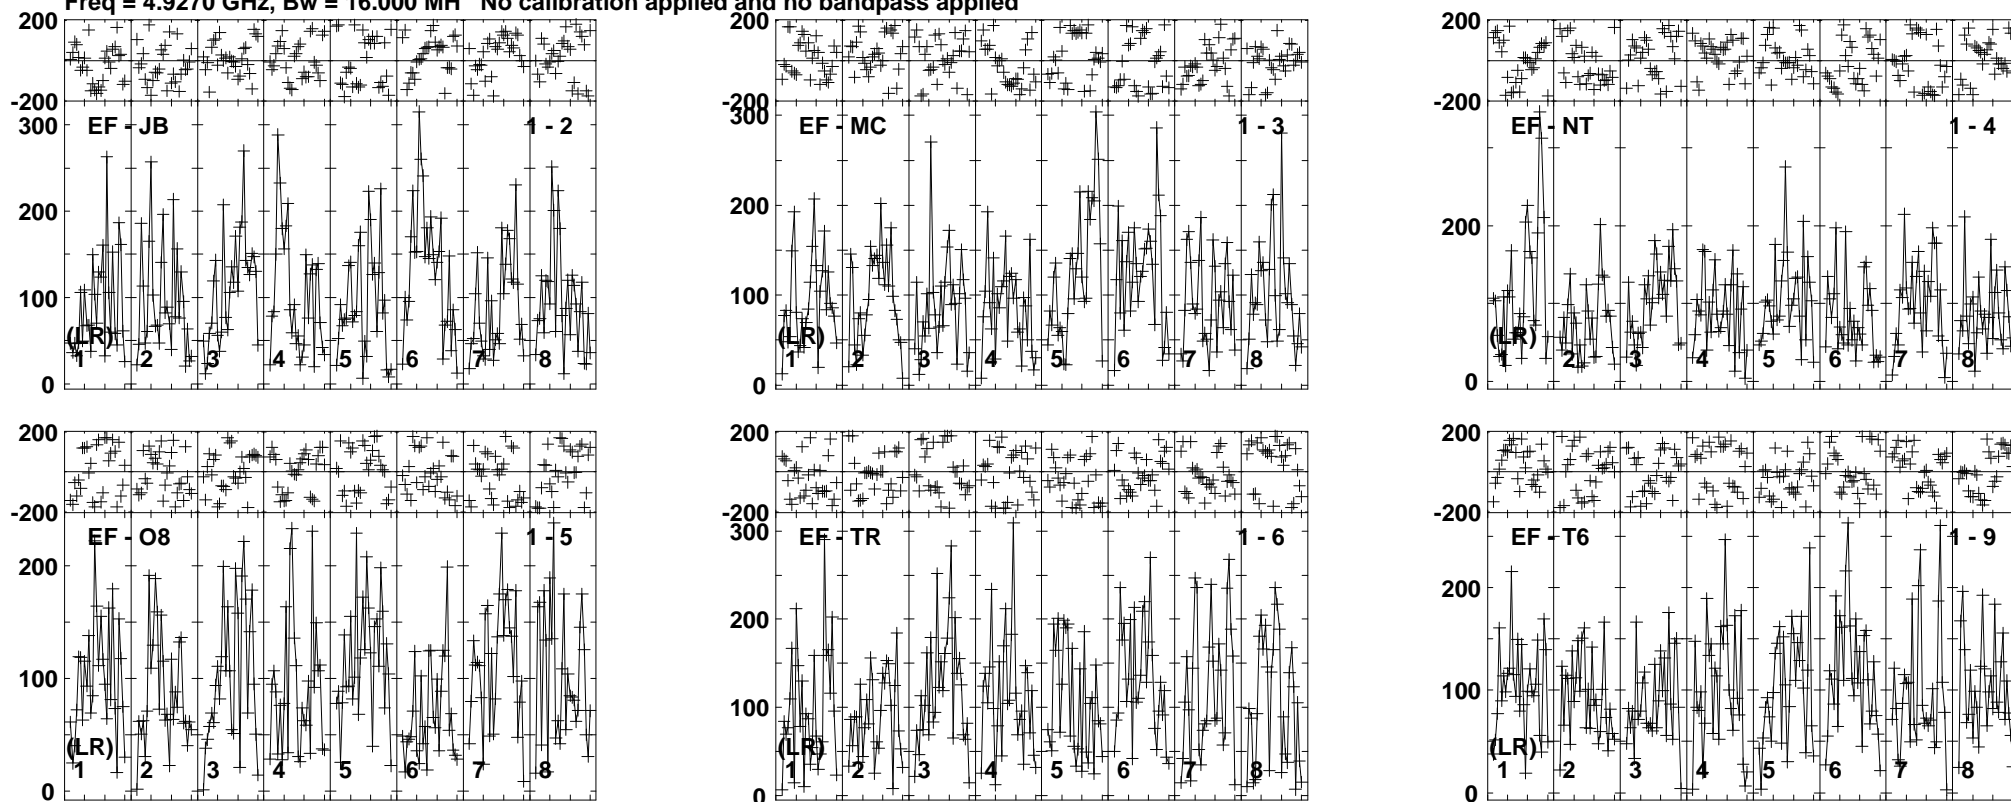 Freq = 4.9270 GHz, Bw = 16.000 MH No calibration applied and no bandpass applied
200
-200
EF - JB 1 - 2
300
200
100
0
(LR)
1 2 3 4 5 6 7 8
200
-200
EF - MC 1 - 3
300
200
100
0
(LR)
1 2 3 4 5 6 7 8
200
-200
EF - NT 1 - 4
200
0
(LR)
1 2 3 4 5 6 7 8
200
-200
EF - O8 1 - 5
200
100
0
(LR)
1 2 3 4 5 6 7 8
200
-200
EF - TR 1 - 6
300
200
100
0
(LR)
1 2 3 4 5 6 7 8
200
-200
EF - T6 1 - 9
200
100
0
(LR)
1 2 3 4 5 6 7 8